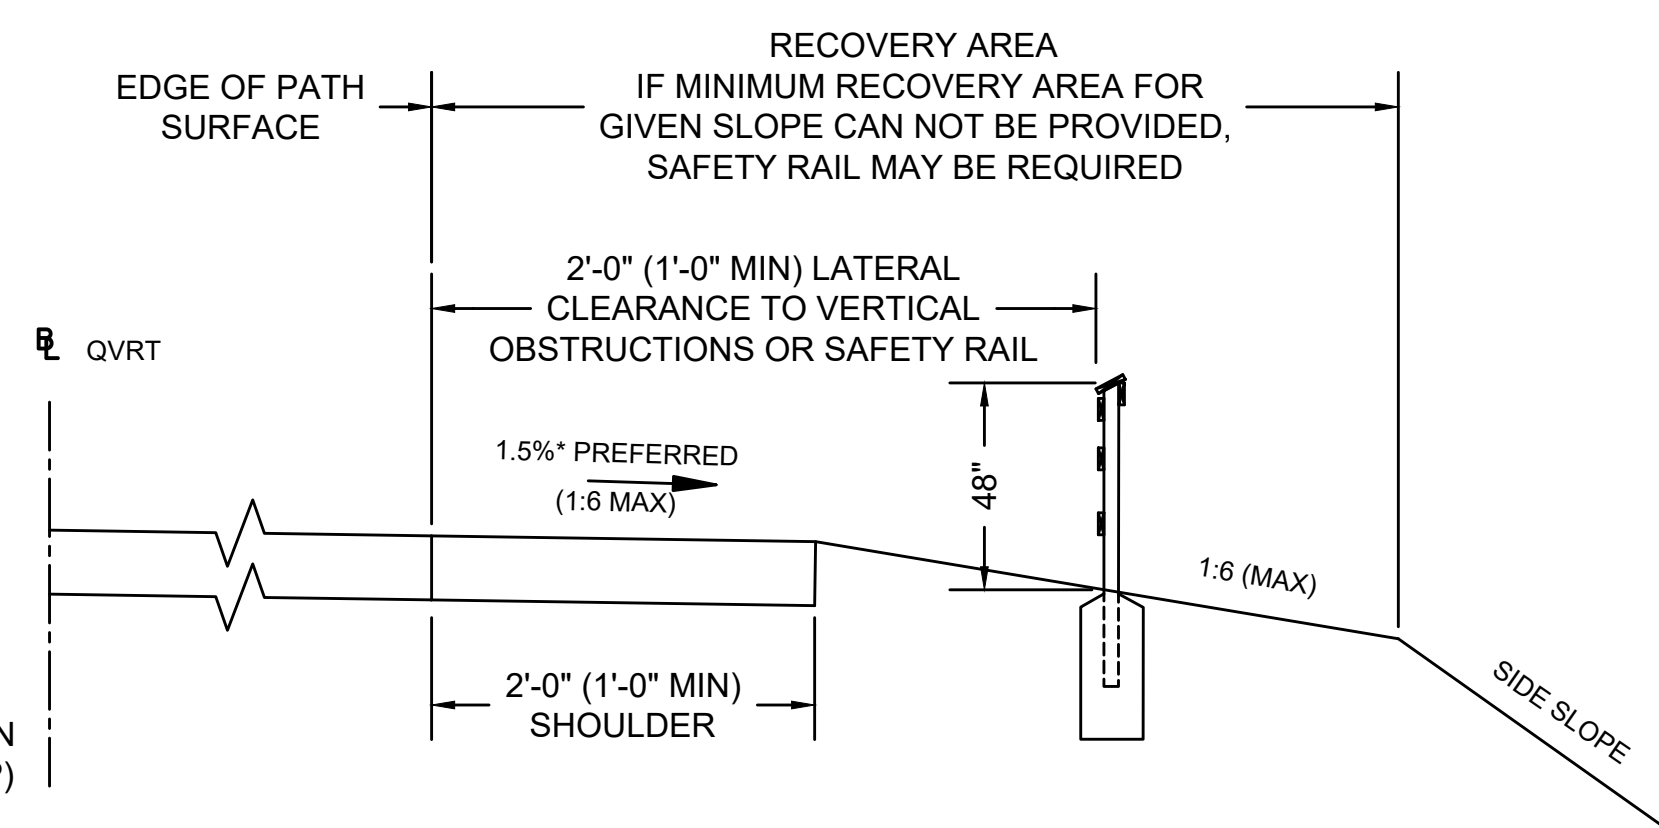 RECOVERY AREA
IF MINIMUM RECOVERY AREA FOR
GIVEN SLOPE CAN NOT BE PROVIDED,
SAFETY RAIL MAY BE REQUIRED
EDGE OF PATH
SURFACE
2'-0" (1'-0" MIN) LATERAL
CLEARANCE TO VERTICAL
OBSTRUCTIONS OR SAFETY RAIL
BL QVRT
1.5%* PREFERRED
(1:6 MAX)
48"
1:6 (MAX)
2'-0" (1'-0" MIN)
SHOULDER
SIDE SLOPE
N
)